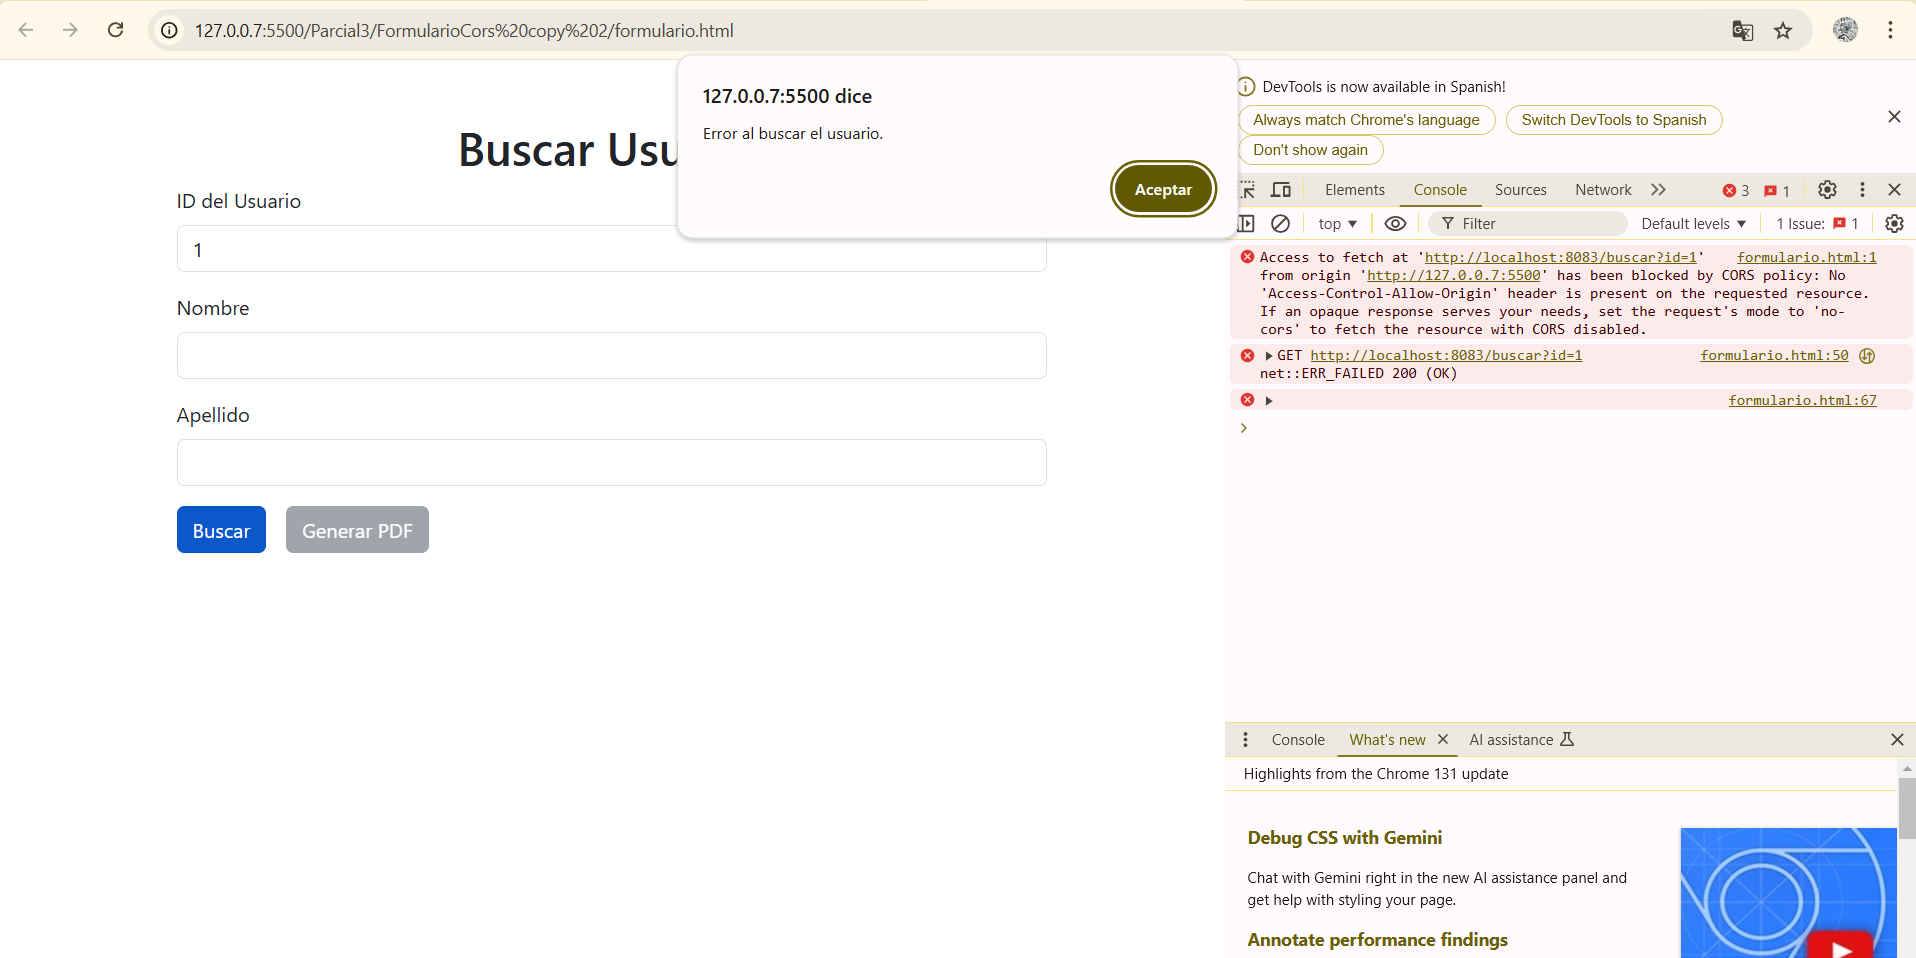 127.0.0.7:5500/Parcial3/FormularioCors%20copy%202/formulario.html
127.0.0.7:5500 dice
Error al buscar el usuario.
Aceptar
Buscar Usu
ID del Usuario
1
Nombre
Apellido
Buscar
Generar PDF
DevTools is now available in Spanish!
Always match Chrome's language
Switch DevTools to Spanish
Don't show again
Elements
Console
Sources
Network
3
1
top
Filter
Default levels
1 Issue:
1
Access to fetch at 'http://localhost:8083/buscar?id=1' formulario.html:1
from origin 'http://127.0.0.7:5500' has been blocked by CORS policy: No
'Access-Control-Allow-Origin' header is present on the requested resource.
If an opaque response serves your needs, set the request's mode to 'no-
cors' to fetch the resource with CORS disabled.
GET http://localhost:8083/buscar?id=1 formulario.html:50
net::ERR_FAILED 200 (OK)
formulario.html:67
Console
What's new
AI assistance
Highlights from the Chrome 131 update
Debug CSS with Gemini
Chat with Gemini right in the new AI assistance panel and
get help with styling your page.
Annotate performance findings